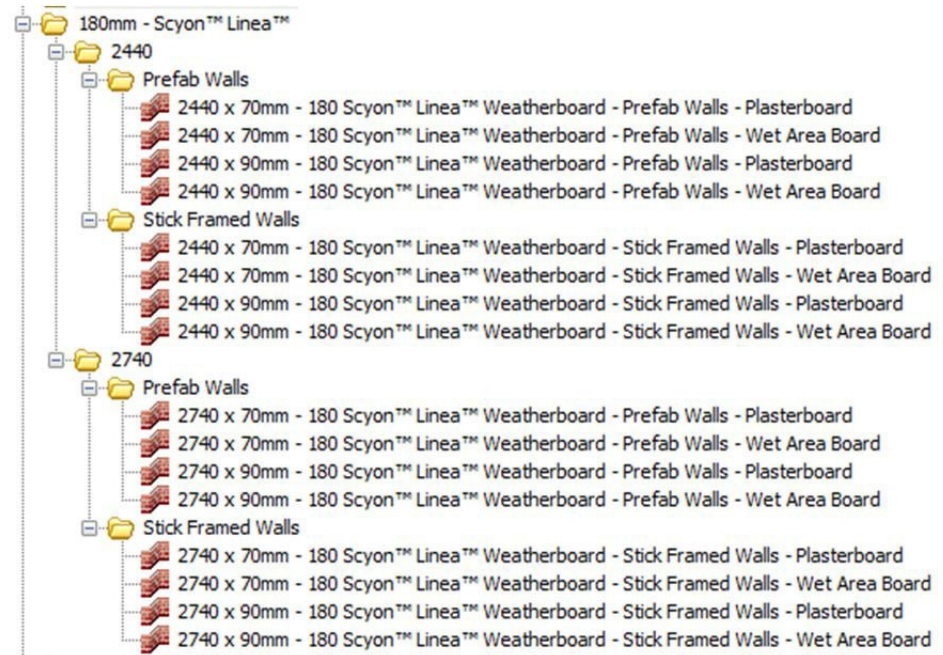 180mm - Scyon™ Linea™
2440
Prefab Walls
2440 x 70mm - 180 Scyon™ Linea™ Weatherboard - Prefab Walls - Plasterboard
2440 x 70mm - 180 Scyon™ Linea™ Weatherboard - Prefab Walls - Wet Area Board
2440 x 90mm - 180 Scyon™ Linea™ Weatherboard - Prefab Walls - Plasterboard
2440 x 90mm - 180 Scyon™ Linea™ Weatherboard - Prefab Walls - Wet Area Board
Stick Framed Walls
2440 x 70mm - 180 Scyon™ Linea™ Weatherboard - Stick Framed Walls - Plasterboard
2440 x 70mm - 180 Scyon™ Linea™ Weatherboard - Stick Framed Walls - Wet Area Board
2440 x 90mm - 180 Scyon™ Linea™ Weatherboard - Stick Framed Walls - Plasterboard
2440 x 90mm - 180 Scyon™ Linea™ Weatherboard - Stick Framed Walls - Wet Area Board
2740
Prefab Walls
2740 x 70mm - 180 Scyon™ Linea™ Weatherboard - Prefab Walls - Plasterboard
2740 x 70mm - 180 Scyon™ Linea™ Weatherboard - Prefab Walls - Wet Area Board
2740 x 90mm - 180 Scyon™ Linea™ Weatherboard - Prefab Walls - Plasterboard
2740 x 90mm - 180 Scyon™ Linea™ Weatherboard - Prefab Walls - Wet Area Board
Stick Framed Walls
2740 x 70mm - 180 Scyon™ Linea™ Weatherboard - Stick Framed Walls - Plasterboard
2740 x 70mm - 180 Scyon™ Linea™ Weatherboard - Stick Framed Walls - Wet Area Board
2740 x 90mm - 180 Scyon™ Linea™ Weatherboard - Stick Framed Walls - Plasterboard
2740 x 90mm - 180 Scyon™ Linea™ Weatherboard - Stick Framed Walls - Wet Area Board